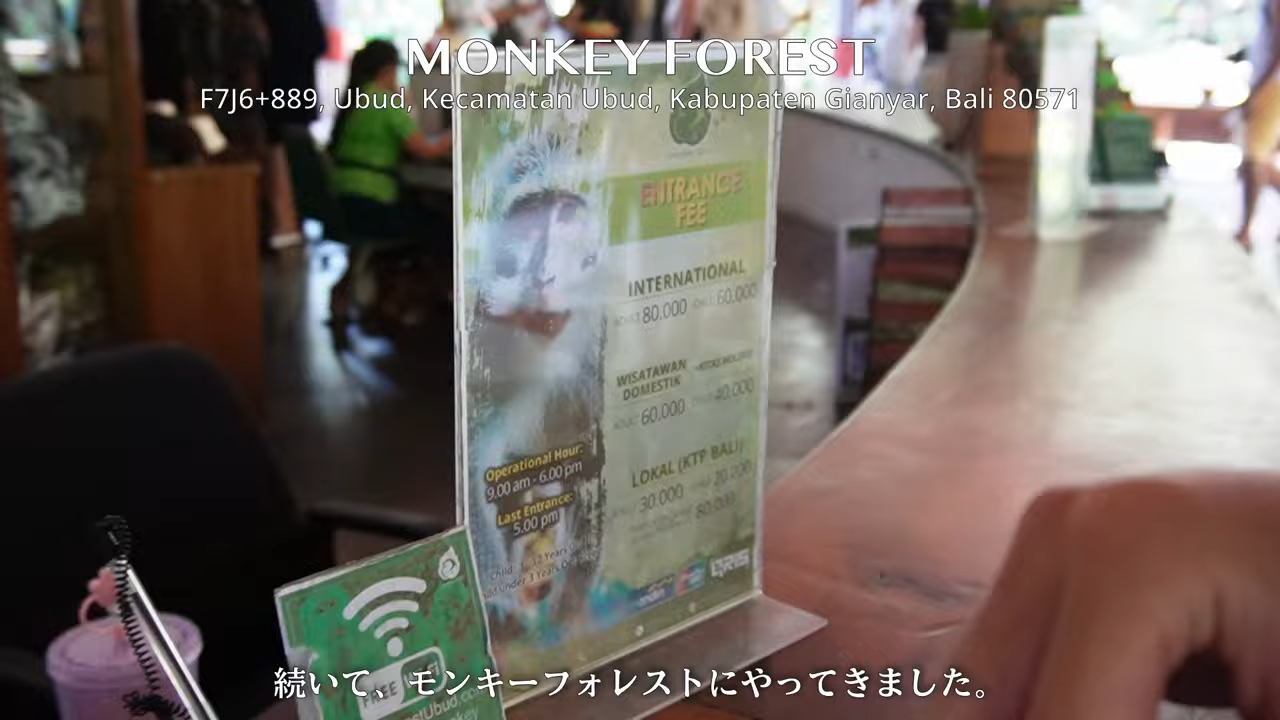 MONKEY FOREST
F7J6+889, Ubud, Kecamatan Ubud, Kabupaten Gianyar, Bali 80571
ENTRANCE
FEE
INTERNATIONAL
80.000 60.000
WISATAWAN
DOMESTIK
60.000 40.000
LOKAL (KTP BALI)
30.000 20.000
Operational Hour:
9.00 am - 6.00 pm
Last Entrance:
5.00 pm
QRIS
FREE
続いて、モンキーフォレストにやってきました。